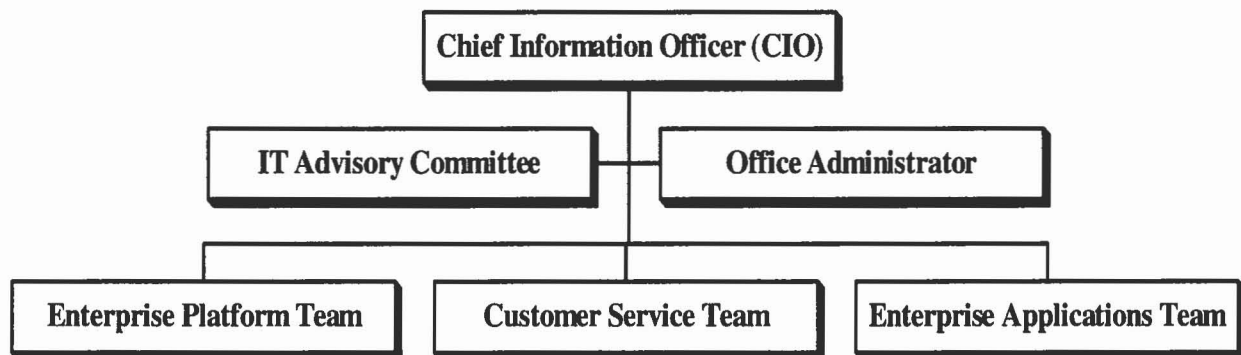 Chief Information Officer (CIO)
IT Advisory Committee
Office Administrator
Enterprise Platform Team
Customer Service Team
Enterprise Applications Team